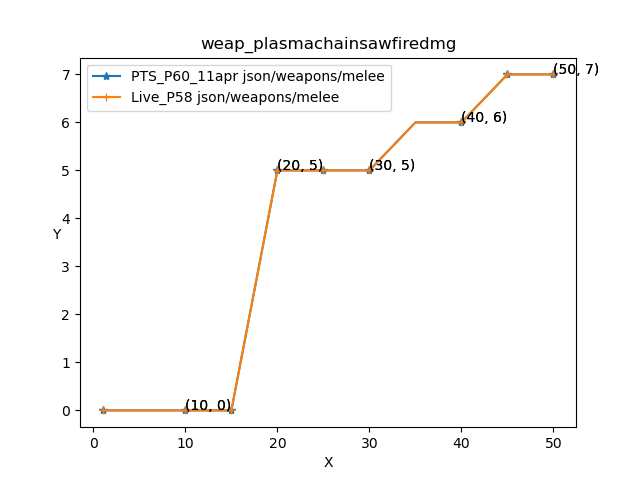 weap_plasmachainsawfiredmg
PTS_P60_11apr json/weapons/melee
Live_P58 json/weapons/melee
(50, 7)
(40, 6)
(20, 5)
(30, 5)
(10, 0)
7
6
5
4
3
2
1
0
Y
0 10 20 30 40 50
X